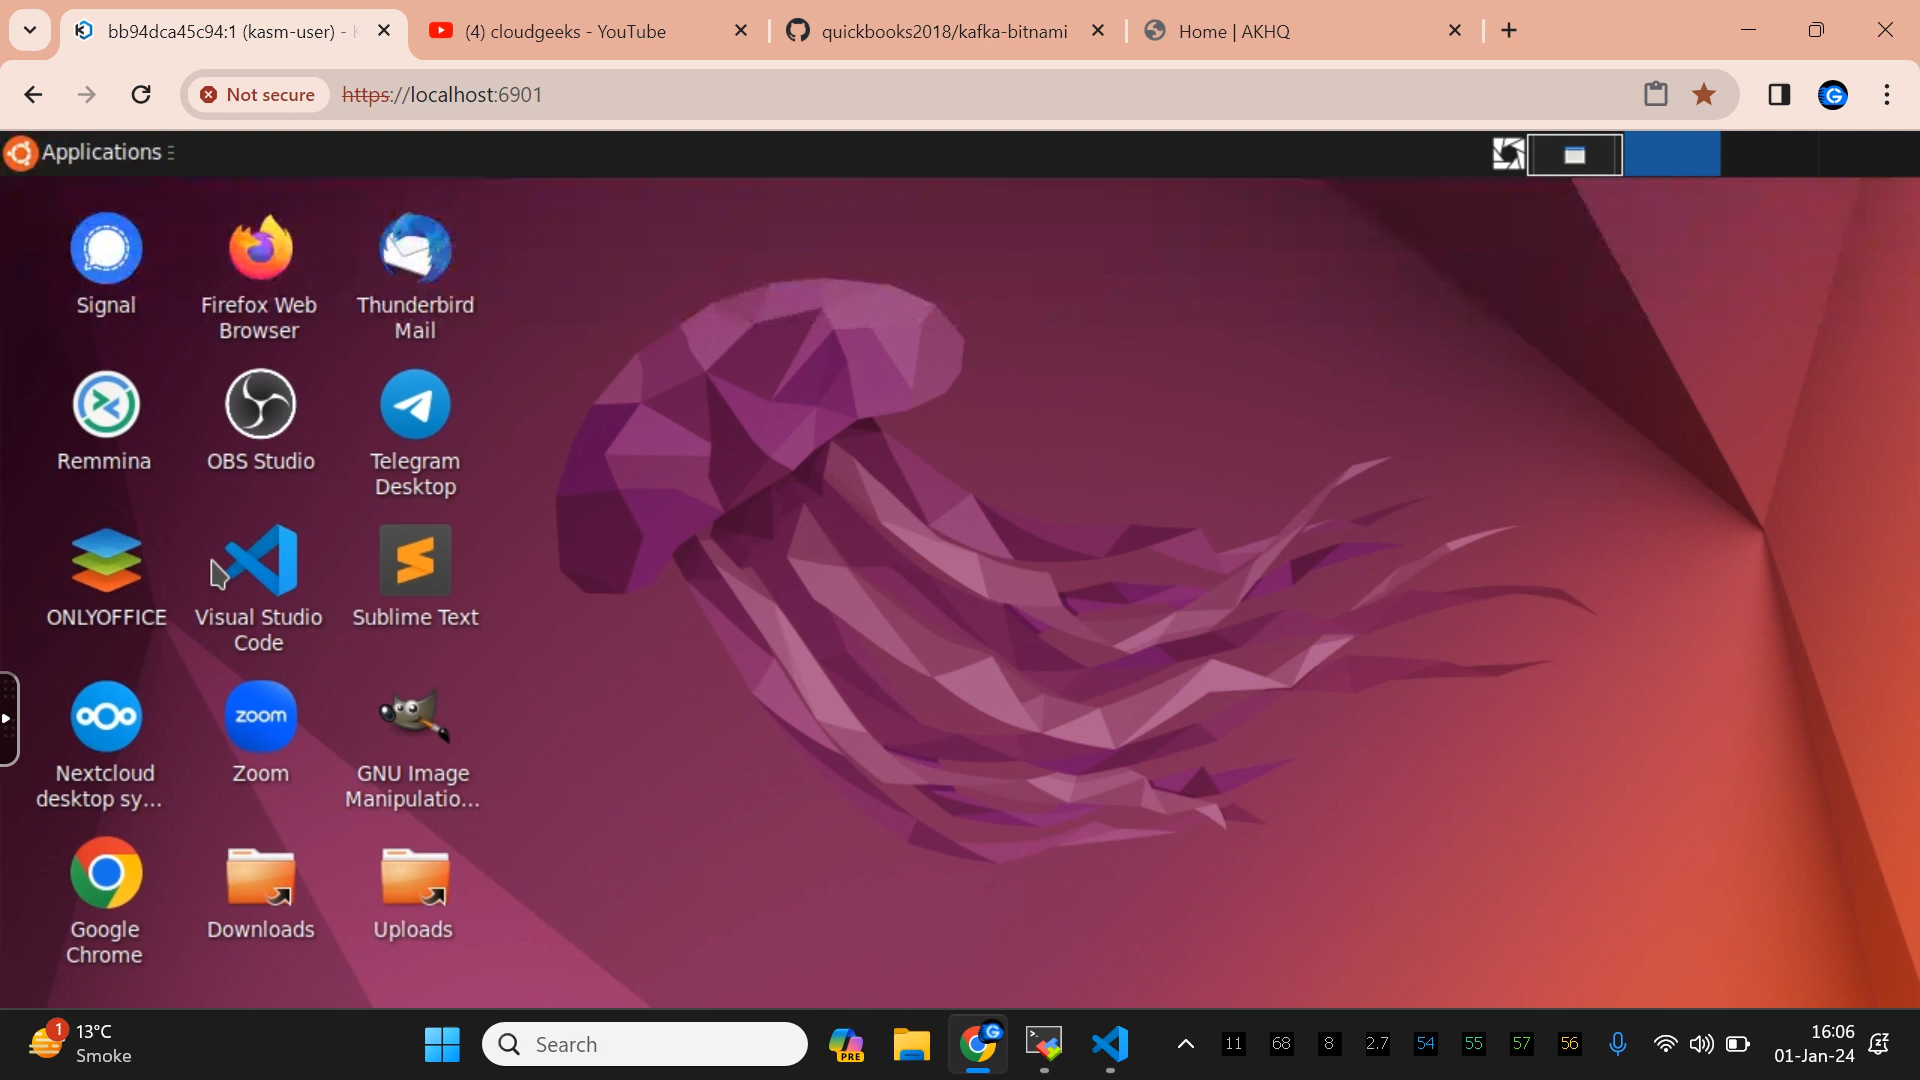 bb94dca45c94:1 (kasm-user) - K
(4) cloudgeeks - YouTube
quickbooks2018/kafka-bitnami
Home | AKHQ
Not secure
https://localhost:6901
Applications
Signal
Firefox Web
Browser
Thunderbird
Mail
Remmina
OBS Studio
Telegram
Desktop
ONLYOFFICE
Visual Studio
Code
Sublime Text
Nextcloud
desktop sy...
zoom
Zoom
GNU Image
Manipulatio...
Google
Chrome
Downloads
Uploads
1
13°C
Smoke
Search
PRE
11
68
8
2.7
54
55
57
56
16:06
01-Jan-24